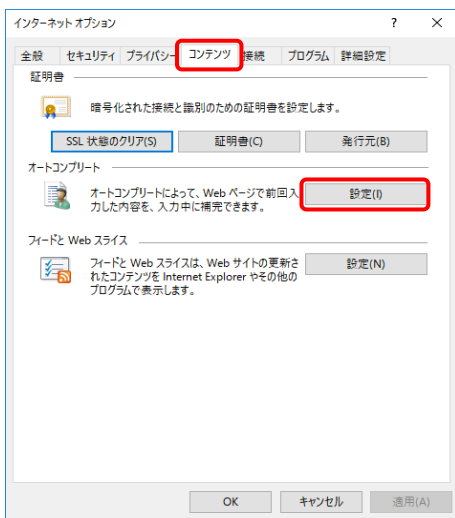 インターネット オプション ? ×
全般 セキュリティ プライバシー コンテンツ 接続 プログラム 詳細設定
証明書
暗号化された接続と識別のための証明書を設定します。
SSL 状態のクリア(S) 証明書(C) 発行元(B)
オートコンプリート
オートコンプリートによって、Web ページで前回入
力した内容を、入力中に補完できます。
設定(I)
フィードと Web スライス
フィードと Web スライスは、Web サイトの更新さ
れたコンテンツを Internet Explorer やその他の
プログラムで表示します。
設定(N)
OK キャンセル 適用(A)